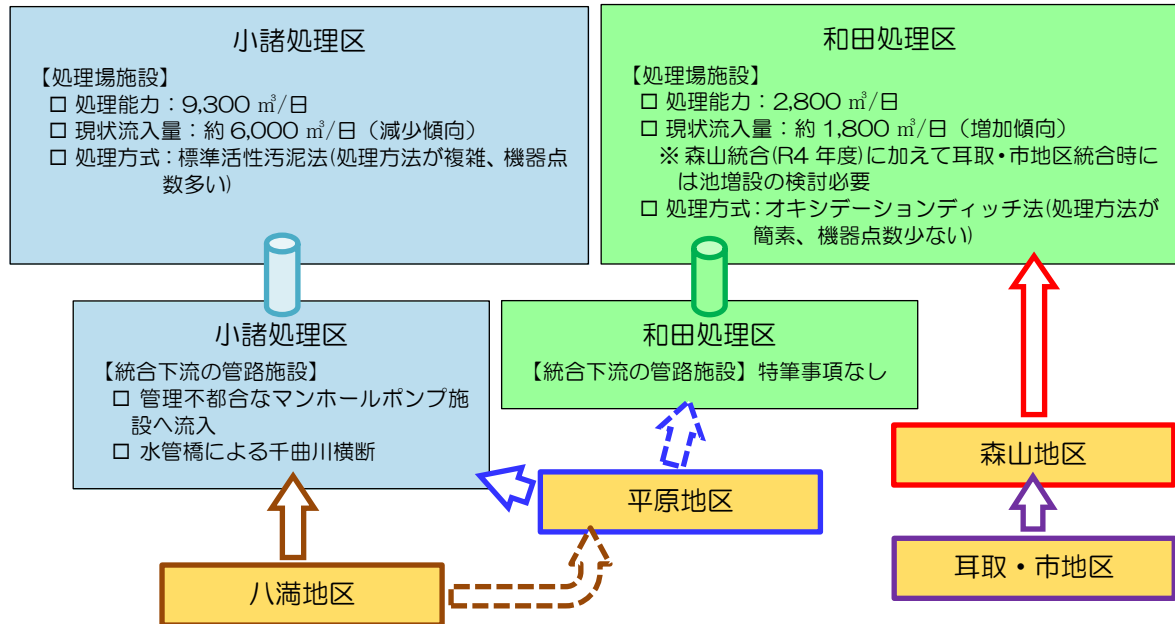 小諸処理区
【処理場施設】
□ 処理能力：9,300 ㎥/日
□ 現状流入量：約 6,000 ㎥/日（減少傾向）
□ 処理方式：標準活性汚泥法(処理方法が複雑、機器点
数多い)
和田処理区
【処理場施設】
□ 処理能力：2,800 ㎥/日
□ 現状流入量：約 1,800 ㎥/日（増加傾向）
※ 森山統合(R4 年度)に加えて耳取・市地区統合時に
は池増設の検討必要
□ 処理方式：オキシデーションディッチ法(処理方法が
簡素、機器点数少ない)
小諸処理区
【統合下流の管路施設】
□ 管理不都合なマンホールポンプ施
設へ流入
□ 水管橋による千曲川横断
和田処理区
【統合下流の管路施設】特筆事項なし
森山地区
平原地区
八満地区
耳取・市地区